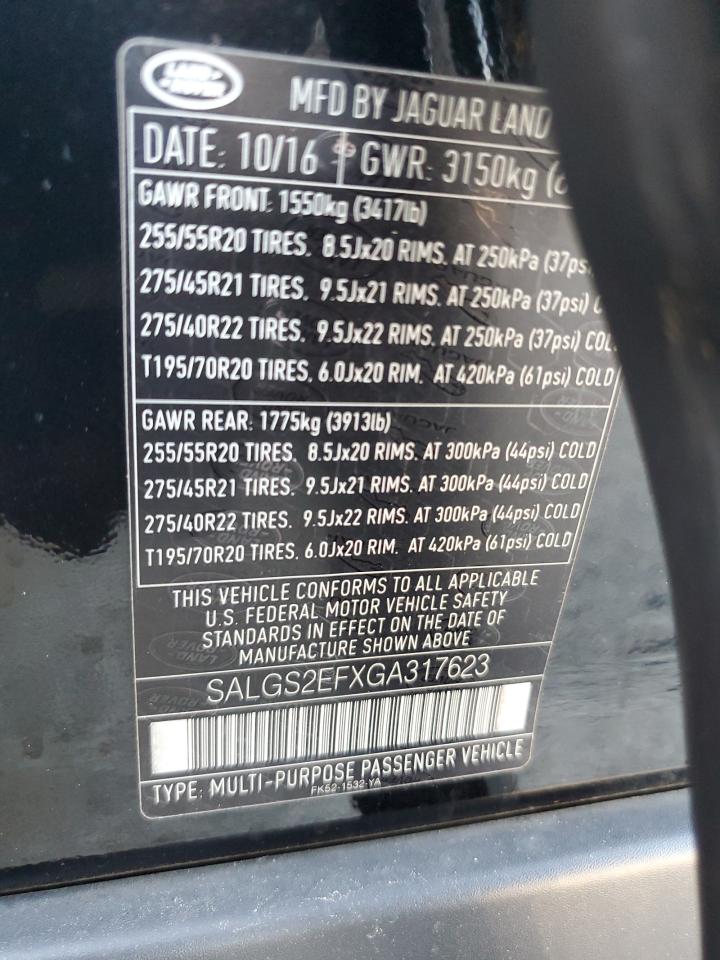 LAND ROVER
MFD BY JAGUAR LAND
DATE: 10/16 GWR: 3150kg
GAWR FRONT: 1550kg (3417lb)
255/55R20 TIRES. 8.5Jx20 RIMS. AT 250kPa (37psi
275/45R21 TIRES. 9.5Jx21 RIMS. AT 250kPa (37psi)
275/40R22 TIRES. 9.5Jx22 RIMS. AT 250kPa (37psi) COL
T195/70R20 TIRES. 6.0Jx20 RIM. AT 420kPa (61psi) COLD
GAWR REAR: 1775kg (3913lb)
255/55R20 TIRES. 8.5Jx20 RIMS. AT 300kPa (44psi) COLD
275/45R21 TIRES. 9.5Jx21 RIMS. AT 300kPa (44psi) COLD
275/40R22 TIRES. 9.5Jx22 RIMS. AT 300kPa (44psi) COLD
T195/70R20 TIRES. 6.0Jx20 RIM. AT 420kPa (61psi) COLD
THIS VEHICLE CONFORMS TO ALL APPLICABLE
U.S. FEDERAL MOTOR VEHICLE SAFETY
STANDARDS IN EFFECT ON THE DATE OF
MANUFACTURE SHOWN ABOVE
SALGS2EFXGA317623
TYPE: MULTI-PURPOSE PASSENGER VEHICLE
FK52-1532-YA